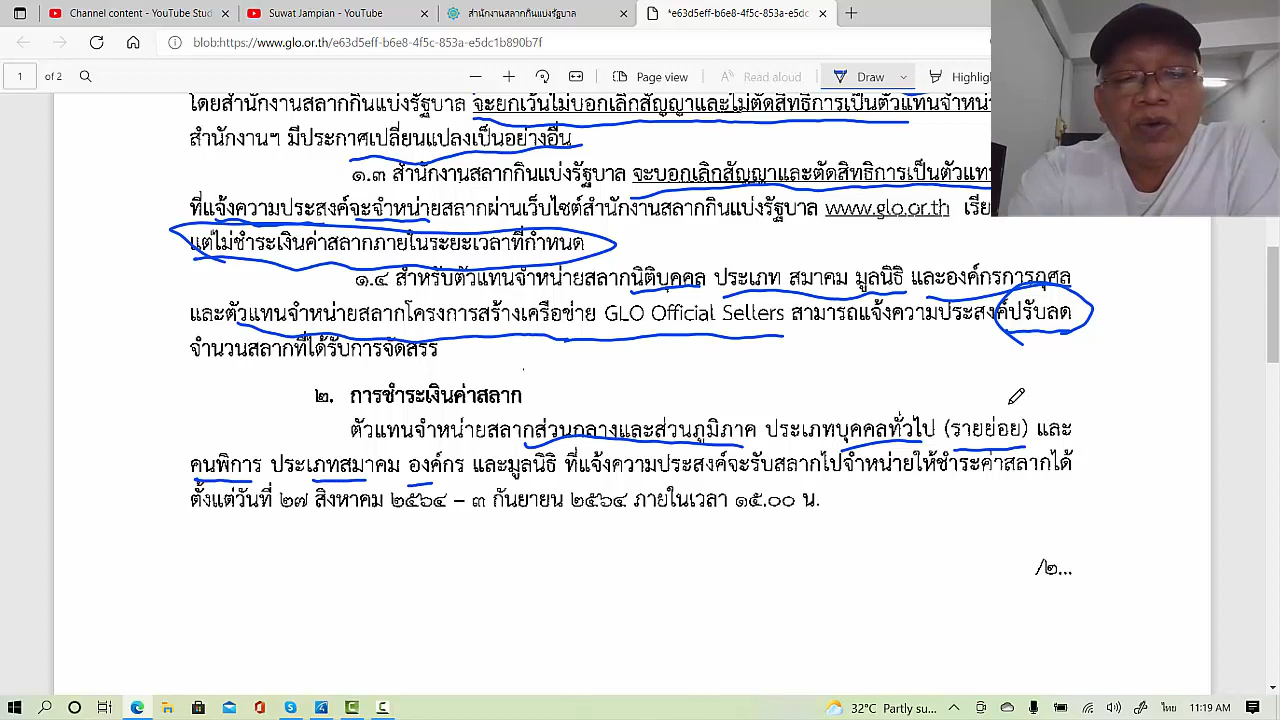 Channel content - YouTube Stud
Suwat Jampian - YouTube
สำนักงานสลากกินแบ่งรัฐบาล
*e63d5eff-b6e8-4f5c-853a-e5dc
blob:https://www.glo.or.th/e63d5eff-b6e8-4f5c-853a-e5dc1b890b7f
1 of 2
Page view
Read aloud
Draw
Highligh
โดยสำนักงานสลากกินแบ่งรัฐบาล จะยกเว้นไม่บอกเลิกสัญญาและไม่ตัดสิทธิการเป็นตัวแทนจำหน่
สำนักงานฯ มีประกาศเปลี่ยนแปลงเป็นอย่างอื่น
๑.๓ สำนักงานสลากกินแบ่งรัฐบาล จะบอกเลิกสัญญาและตัดสิทธิการเป็นตัวแทน
ที่แจ้งความประสงค์จะจำหน่ายสลากผ่านเว็บไซต์สำนักงานสลากกินแบ่งรัฐบาล www.glo.or.th เรีย
แต่ไม่ชำระเงินค่าสลากภายในระยะเวลาที่กำหนด
๑.๔ สำหรับตัวแทนจำหน่ายสลากนิติบุคคล ประเภท สมาคม มูลนิธิ และองค์กรการกุศล
และตัวแทนจำหน่ายสลากโครงการสร้างเครือข่าย GLO Official Sellers สามารถแจ้งความประสงค์ปรับลด
จำนวนสลากที่ได้รับการจัดสรร
๒. การชำระเงินค่าสลาก
ตัวแทนจำหน่ายสลากส่วนกลางและส่วนภูมิภาค ประเภทบุคคลทั่วไป (รายย่อย) และ
คนพิการ ประเภทสมาคม องค์กร และมูลนิธิ ที่แจ้งความประสงค์จะรับสลากไปจำหน่ายให้ชำระค่าสลากได้
ตั้งแต่วันที่ ๒๗ สิงหาคม ๒๕๖๔ – ๓ กันยายน ๒๕๖๔ ภายในเวลา ๑๕.๐๐ น.
/๒...
32°C Partly su...
ไทย
11:19 AM